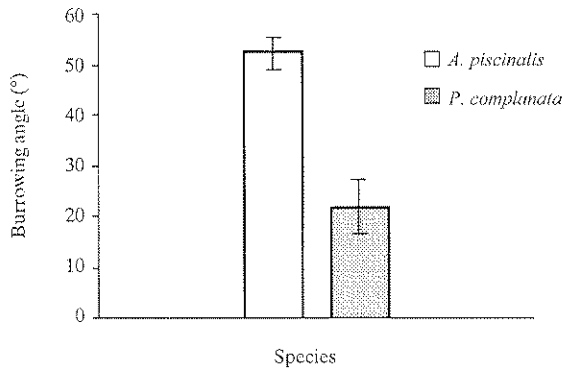 Burrowing angle (°)
60
50
40
30
20
10
0
A. piscinalis
P. complanata
Species